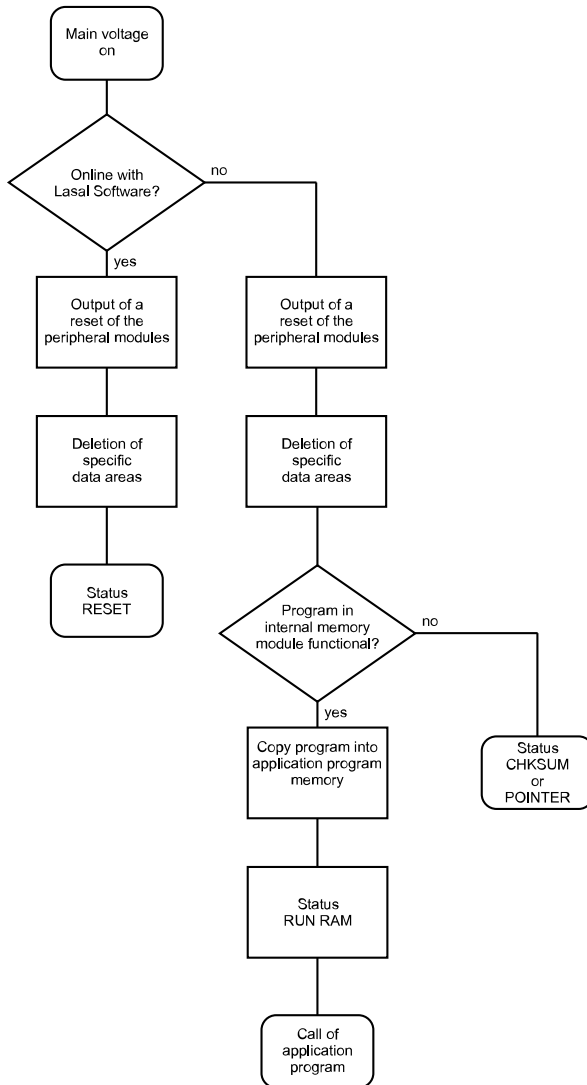 Main voltage
on
Online with
Lasal Software?
no
yes
Output of a
reset of the
peripheral modules
Output of a
reset of the
peripheral modules
Deletion of
specific
data areas
Deletion of
specific
data areas
Status
RESET
Program in
internal memory
module functional?
no
yes
Copy program into
application program
memory
Status
CHKSUM
or
POINTER
Status
RUN RAM
Call of
application
program